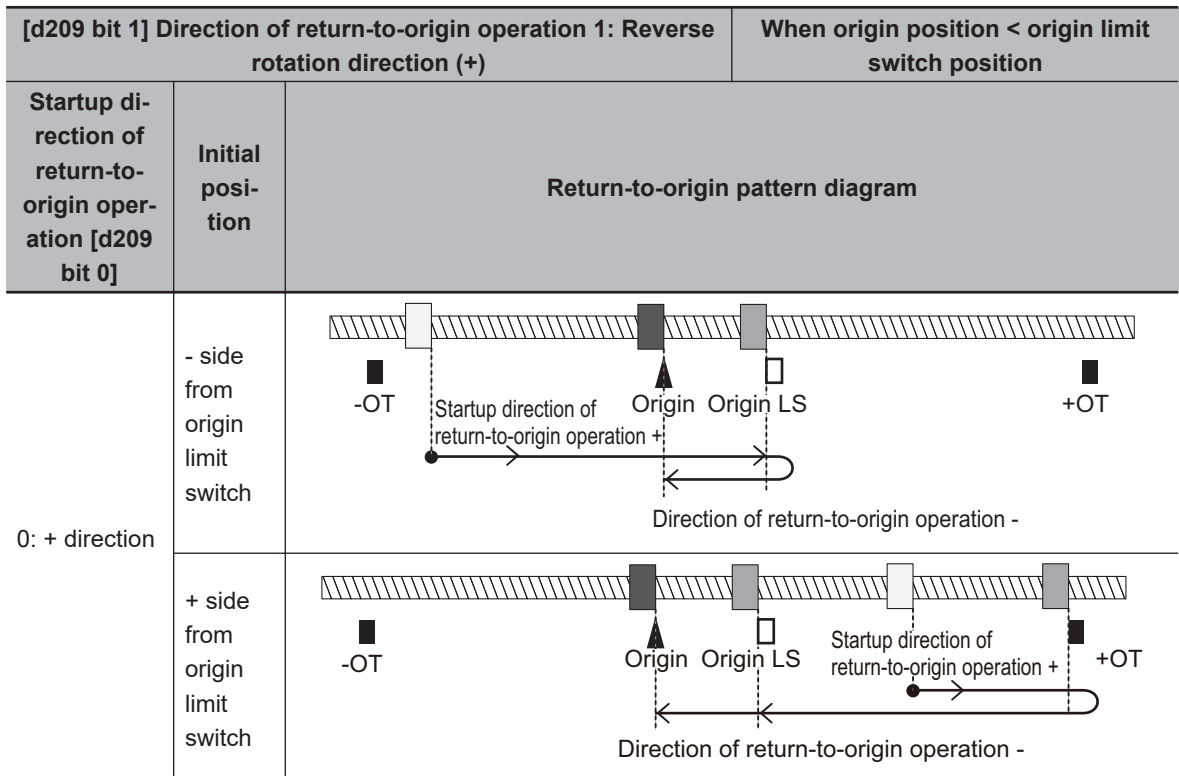 [d209 bit 1] Direction of return-to-origin operation 1: Reverse
rotation direction (+)
When origin position < origin limit
switch position
Startup di-
rection of
return-to-
origin oper-
ation [d209
bit 0]
Initial
posi-
tion
Return-to-origin pattern diagram
0: + direction
- side
from
origin
limit
switch
-OT
Startup direction of
return-to-origin operation +
Origin
Origin LS
+OT
Direction of return-to-origin operation -
+ side
from
origin
limit
switch
-OT
Origin
Origin LS
Startup direction of
return-to-origin operation +
+OT
Direction of return-to-origin operation -